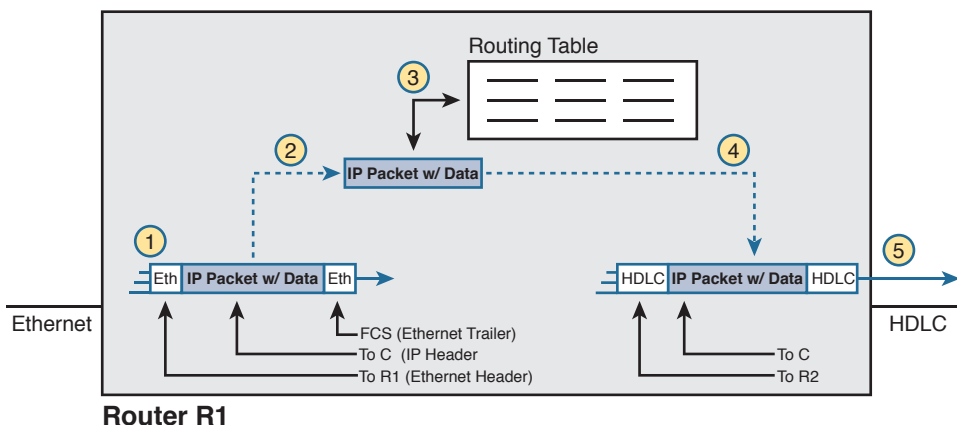 Routing Table
3
2
4
IP Packet w/ Data
1
5
Eth IP Packet w/ Data Eth
HDLC IP Packet w/ Data HDLC
Ethernet
HDLC
FCS (Ethernet Trailer)
To C (IP Header
To C
To R1 (Ethernet Header)
To R2
Router R1